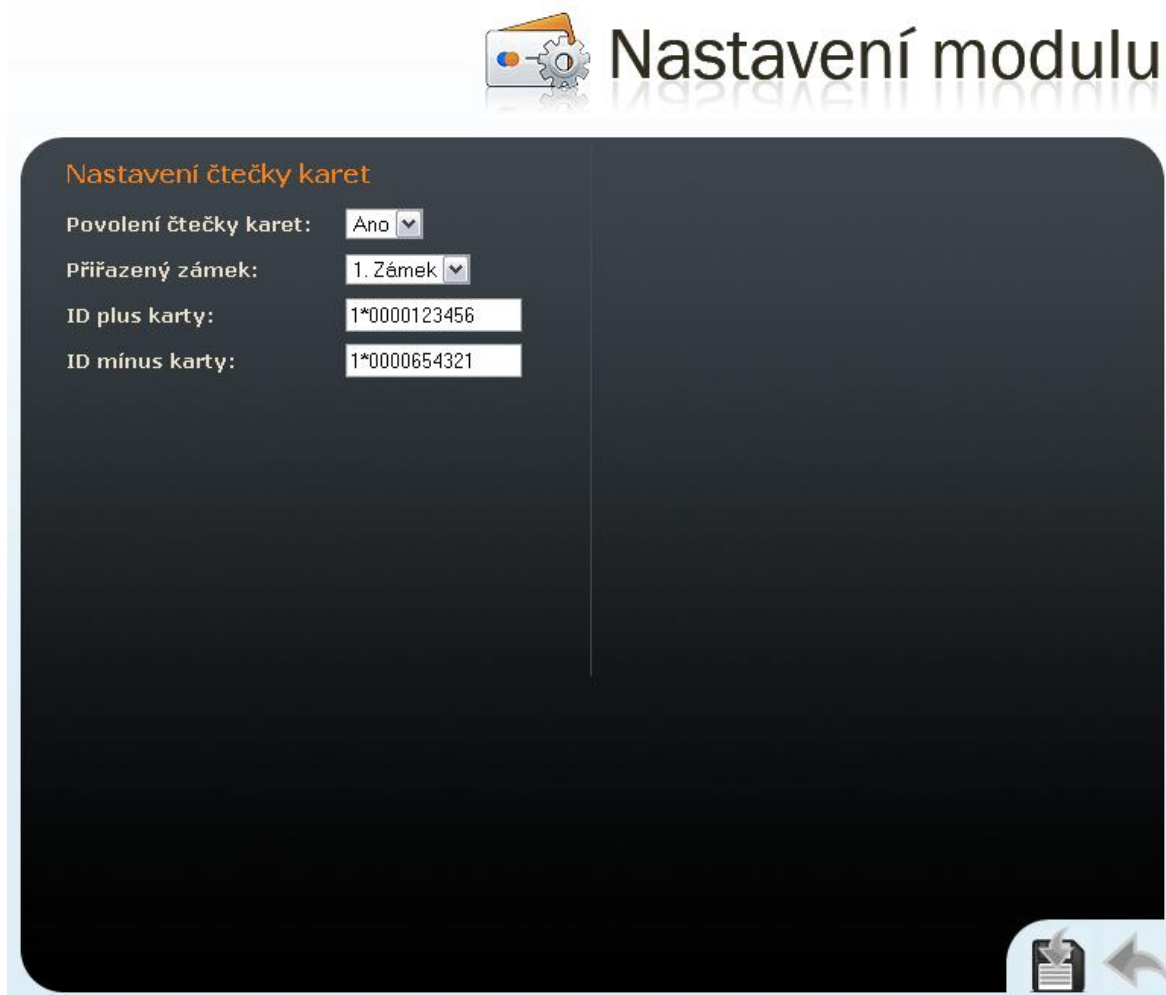 Nastavení modulu
Nastavení čtečky karet
Povolení čtečky karet: Ano
Přiřazený zámek: 1. Zámek
ID plus karty: 1*0000123456
ID mínus karty: 1*0000654321